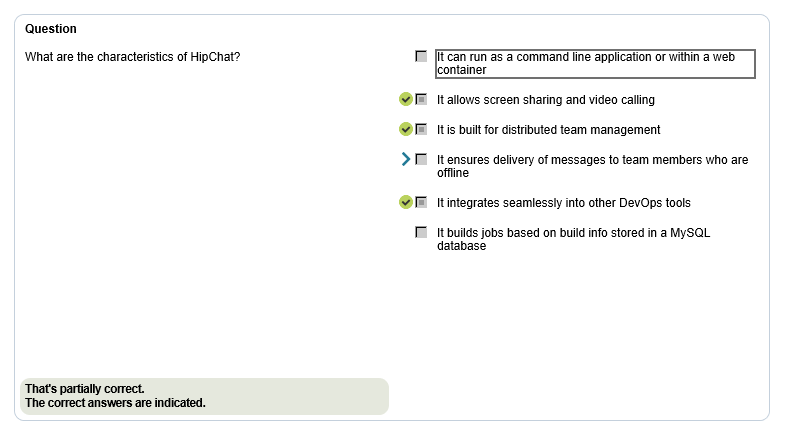 Question
What are the characteristics of HipChat?
It can run as a command line application or within a web
container
It allows screen sharing and video calling
It is built for distributed team management
It ensures delivery of messages to team members who are
offline
It integrates seamlessly into other DevOps tools
It builds jobs based on build info stored in a MySQL
database
That's partially correct.
The correct answers are indicated.